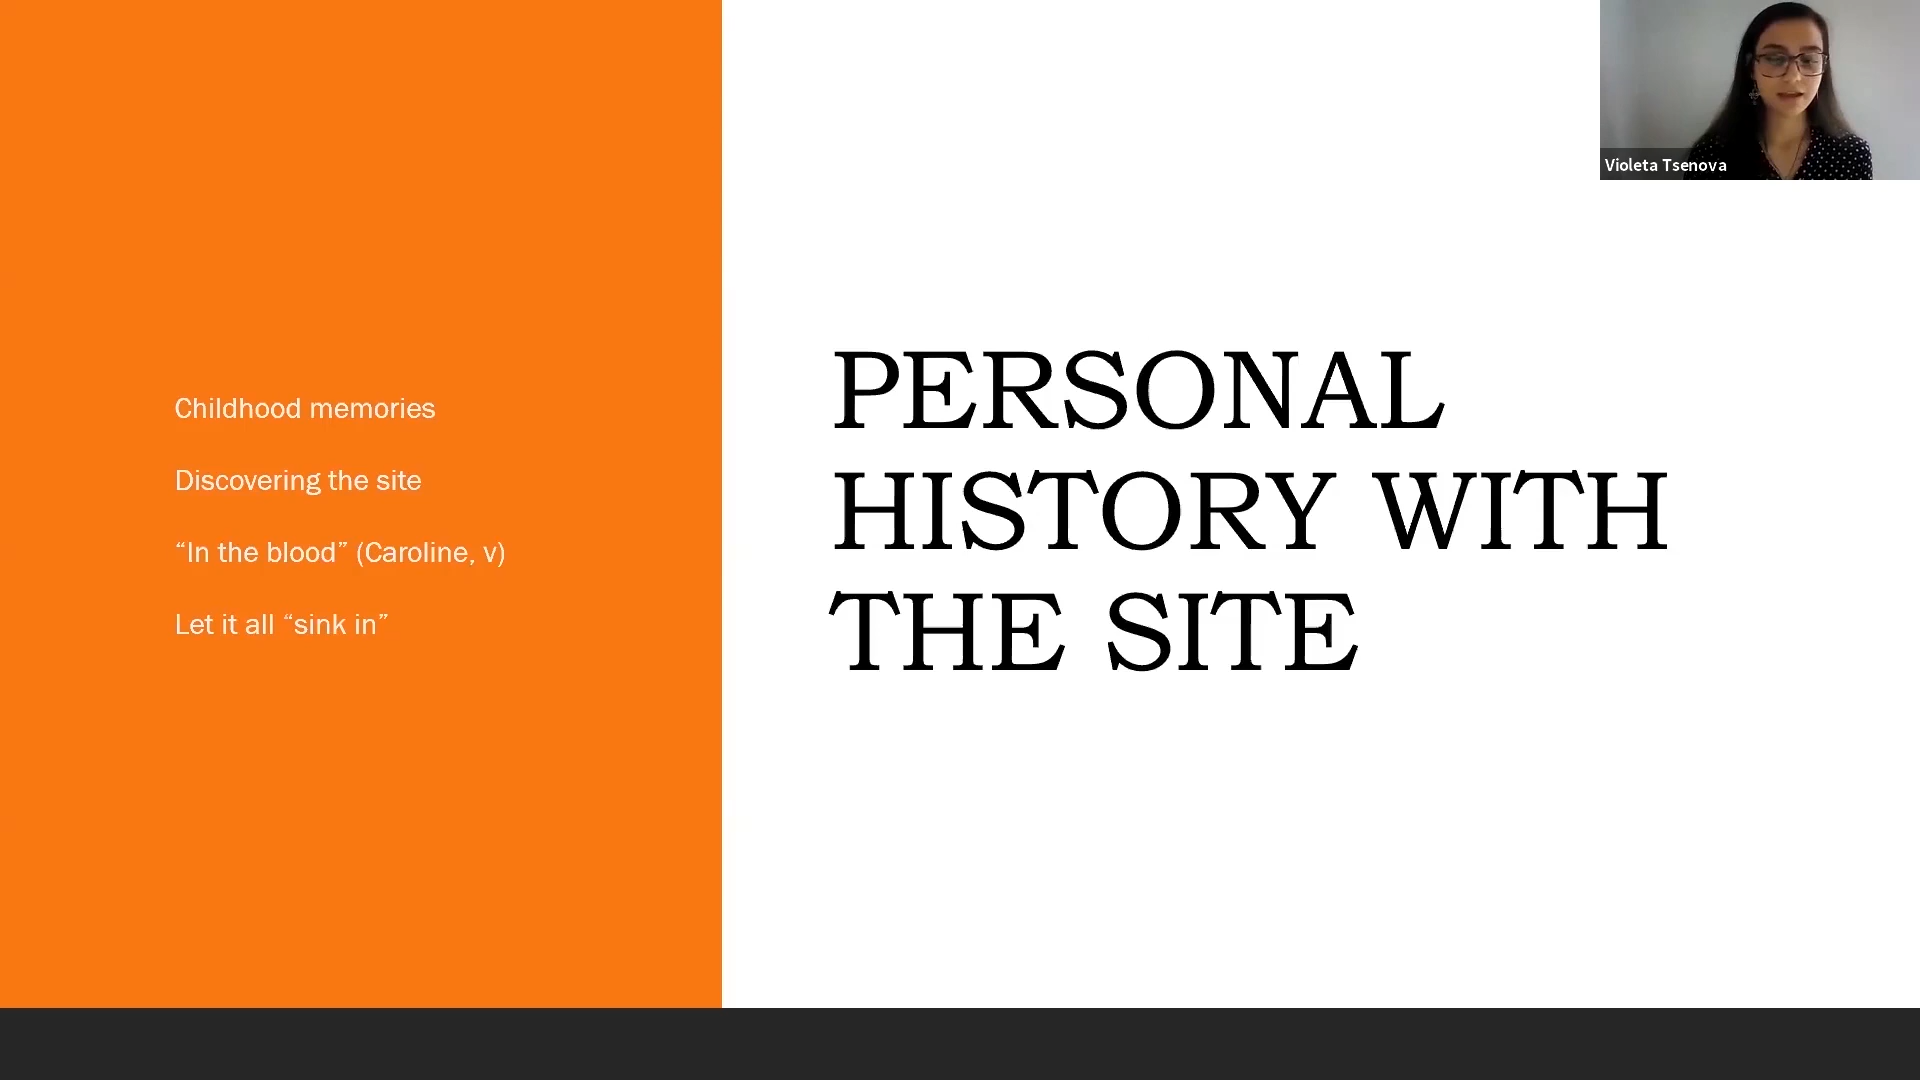 Childhood memories
Discovering the site
“In the blood” (Caroline, v)
Let it all “sink in”
PERSONAL
HISTORY WITH
THE SITE
Violeta Tsenova